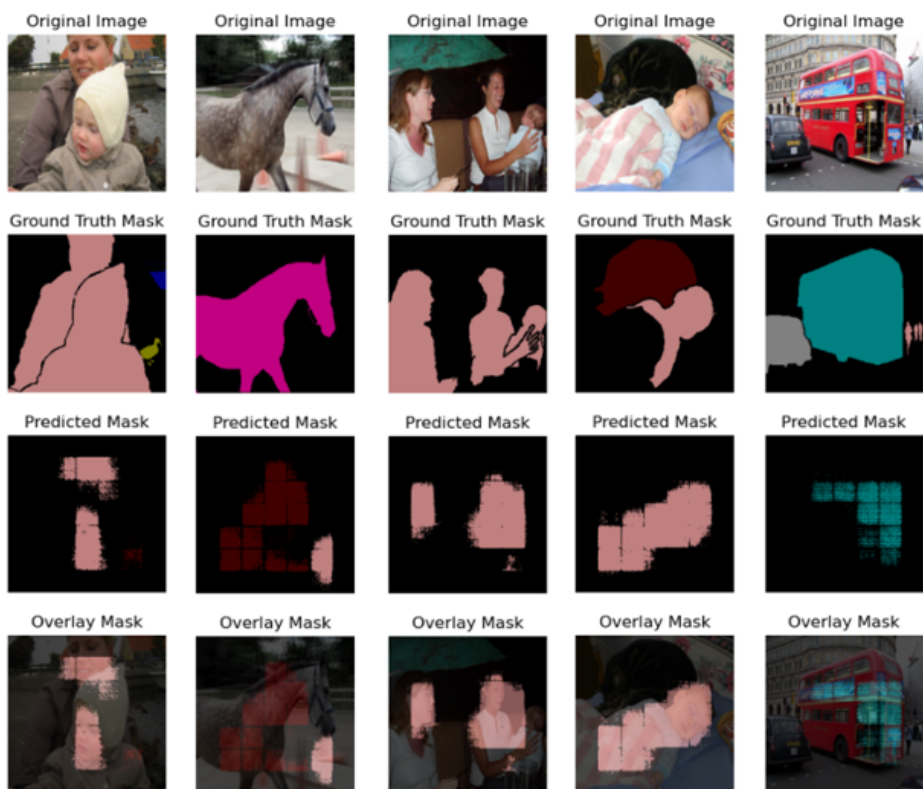 Original Image Original Image Original Image Original Image Original Image
Ground Truth Mask Ground Truth Mask Ground Truth Mask Ground Truth Mask Ground Truth Mask
Predicted Mask Predicted Mask Predicted Mask Predicted Mask Predicted Mask
Overlay Mask Overlay Mask Overlay Mask Overlay Mask Overlay Mask